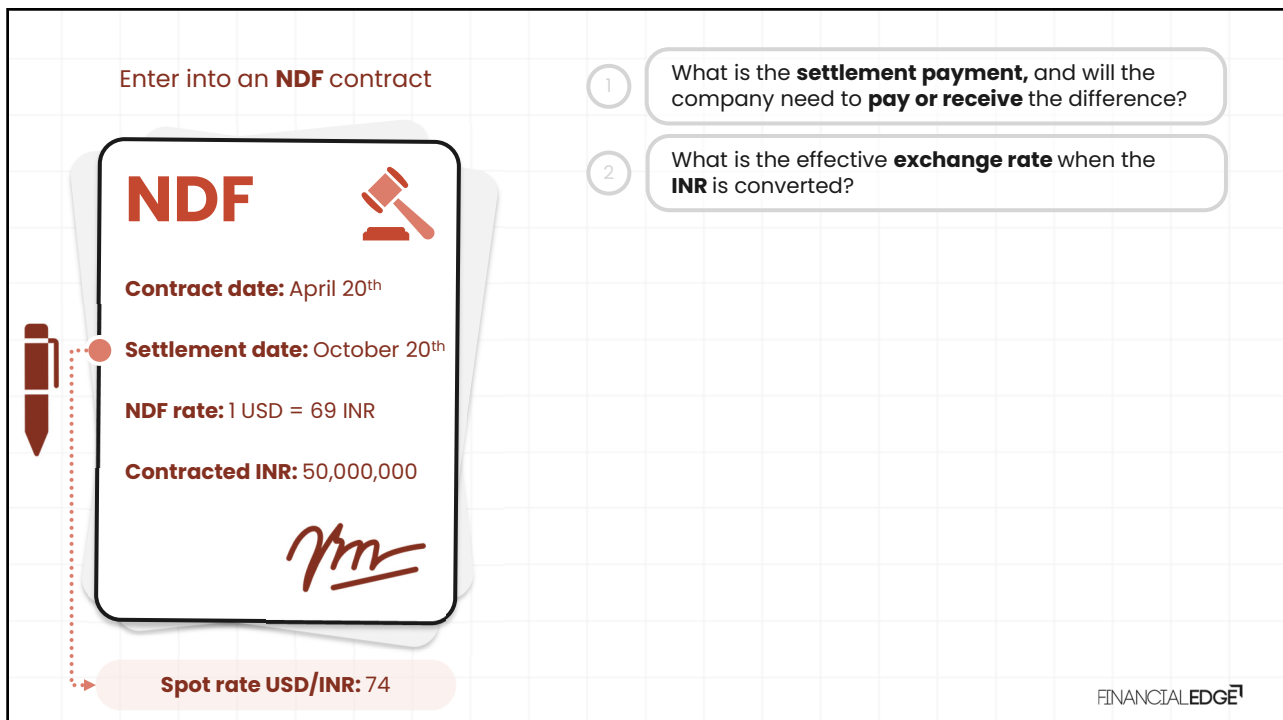 Enter into an NDF contract
NDF
Contract date: April 20th
Settlement date: October 20th
NDF rate: 1 USD = 69 INR
Contracted INR: 50,000,000
Spot rate USD/INR: 74
1
What is the settlement payment, and will the
company need to pay or receive the difference?
2
What is the effective exchange rate when the
INR is converted?
FINANCIALEDGE